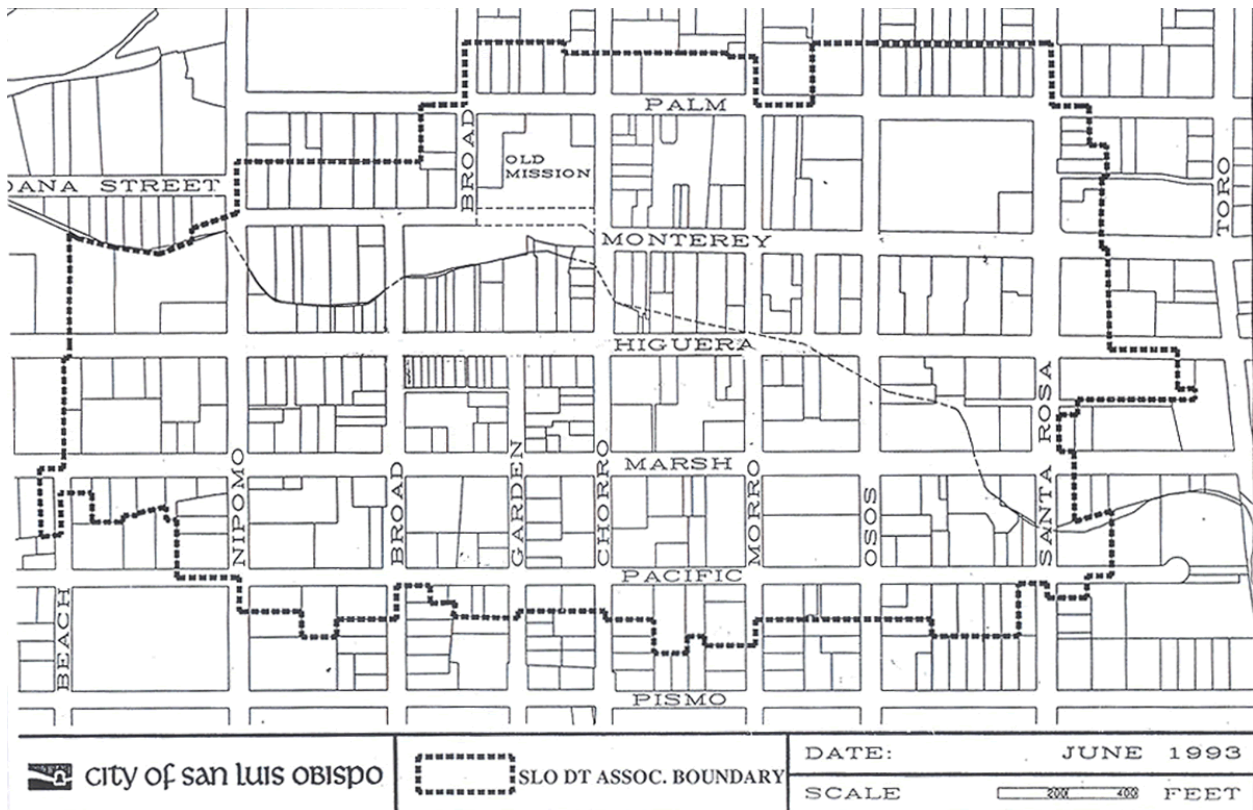 PALM
BROAD
OLD
MISSION
DANA STREET
TORO
MONTEREY
HIGUERA
SANTA ROSA
MARSH
NIPOMO
BROAD
GARDEN
CHORRO
MORRO
OSOS
PACIFIC
BEACH
PISMO
CITY OF SAN LUIS OBISPO
SLO DT ASSOC. BOUNDARY
DATE: JUNE 1993
SCALE 200 400 FEET